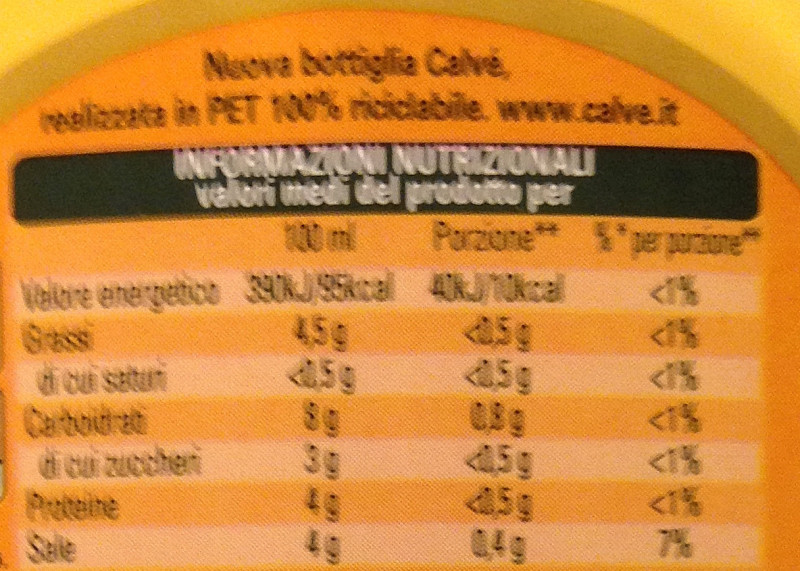 Nuova bottiglia Calvé,
realizzata in PET 100% riciclabile. www.calve.it
INFORMAZIONI NUTRIZIONALI
valori medi del prodotto per
100 ml Porzione** %* per porzione**
Valore energetico 390kJ/95kcal 40kJ/10kcal <1%
Grassi 4,5 g <0,5 g <1%
di cui saturi <0,5 g <0,5 g <1%
Carboidrati 8 g 0,8 g <1%
di cui zuccheri 3 g <0,5 g <1%
Proteine 4 g <0,5 g <1%
Sale 4 g 0,4 g 7%